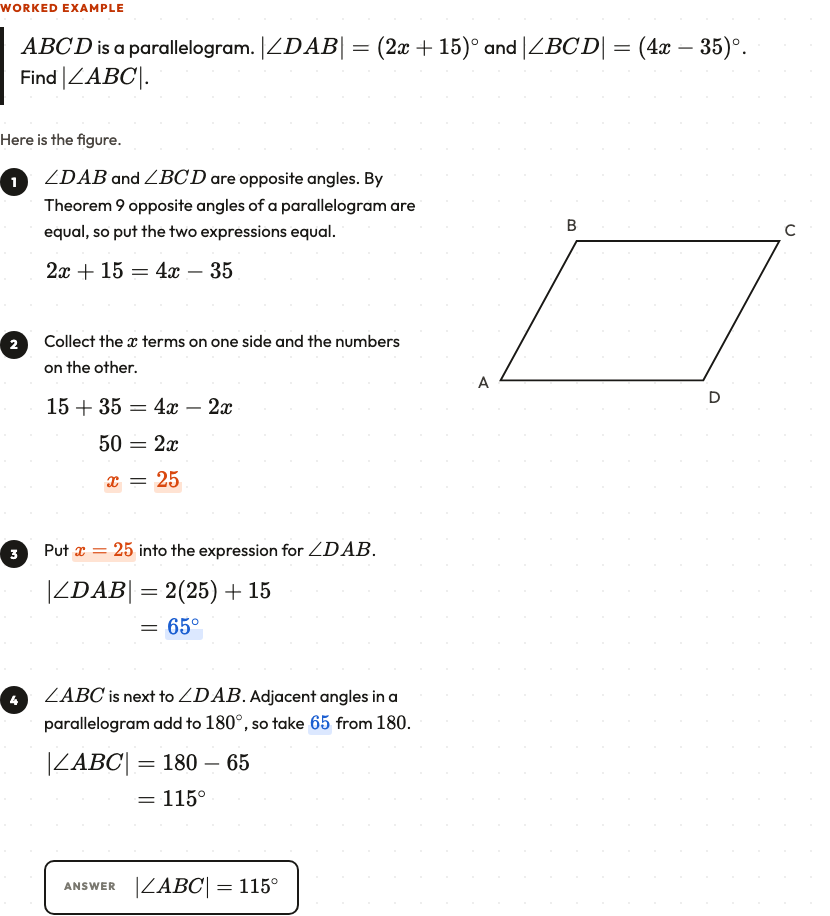 WORKED EXAMPLE
ABCD is a parallelogram. |∠DAB| = (2x + 15)° and |∠BCD| = (4x − 35)°.
Find |∠ABC|.
Here is the figure.
1
∠DAB and ∠BCD are opposite angles. By
Theorem 9 opposite angles of a parallelogram are
equal, so put the two expressions equal.
2x + 15 = 4x − 35
2
Collect the x terms on one side and the numbers
on the other.
15 + 35 = 4x − 2x
50 = 2x
x = 25
3
Put x = 25 into the expression for ∠DAB.
|∠DAB| = 2(25) + 15
= 65°
4
∠ABC is next to ∠DAB. Adjacent angles in a
parallelogram add to 180°, so take 65 from 180.
|∠ABC| = 180 − 65
= 115°
ANSWER |∠ABC| = 115°
B
C
A
D